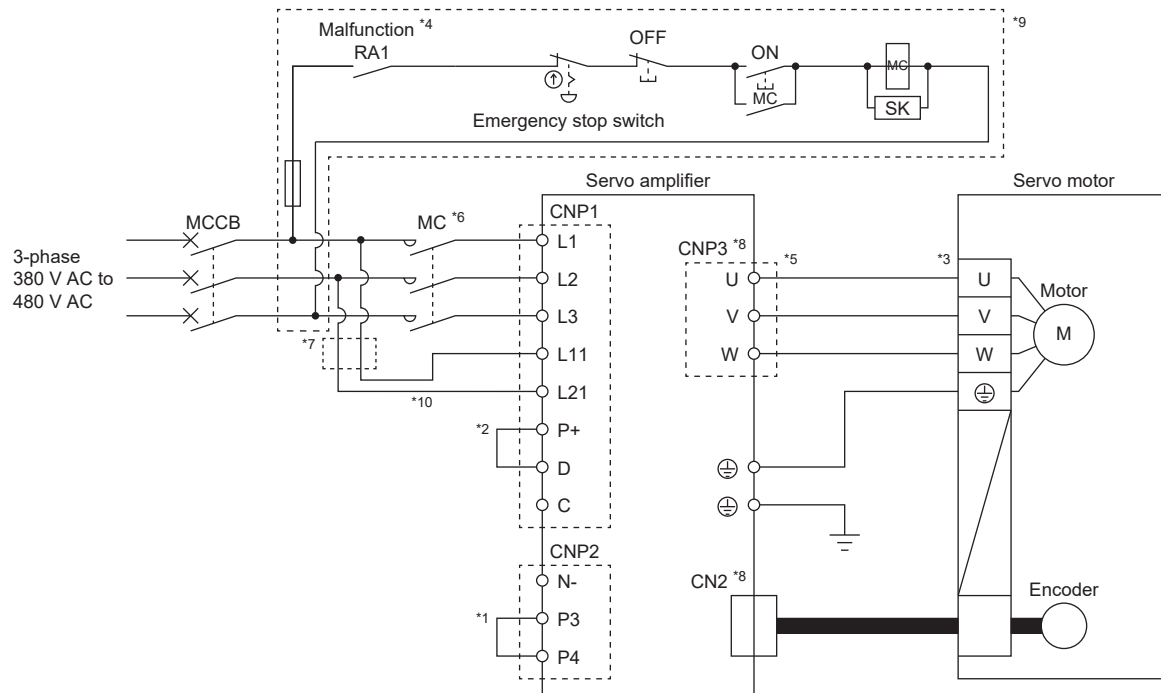 Malfunction *4
RA1
OFF
ON
*9
MC
MC
SK
Emergency stop switch
Servo amplifier
Servo motor
MCCB
MC *6
CNP1
3-phase
380 V AC to
480 V AC
L1
L2
L3
L11
L21
P+
D
C
*7
*10
*2
CNP3 *8
*5
*3
U
V
W
U
V
W
Motor
M
CNP2
N-
P3
P4
*1
CN2 *8
Encoder